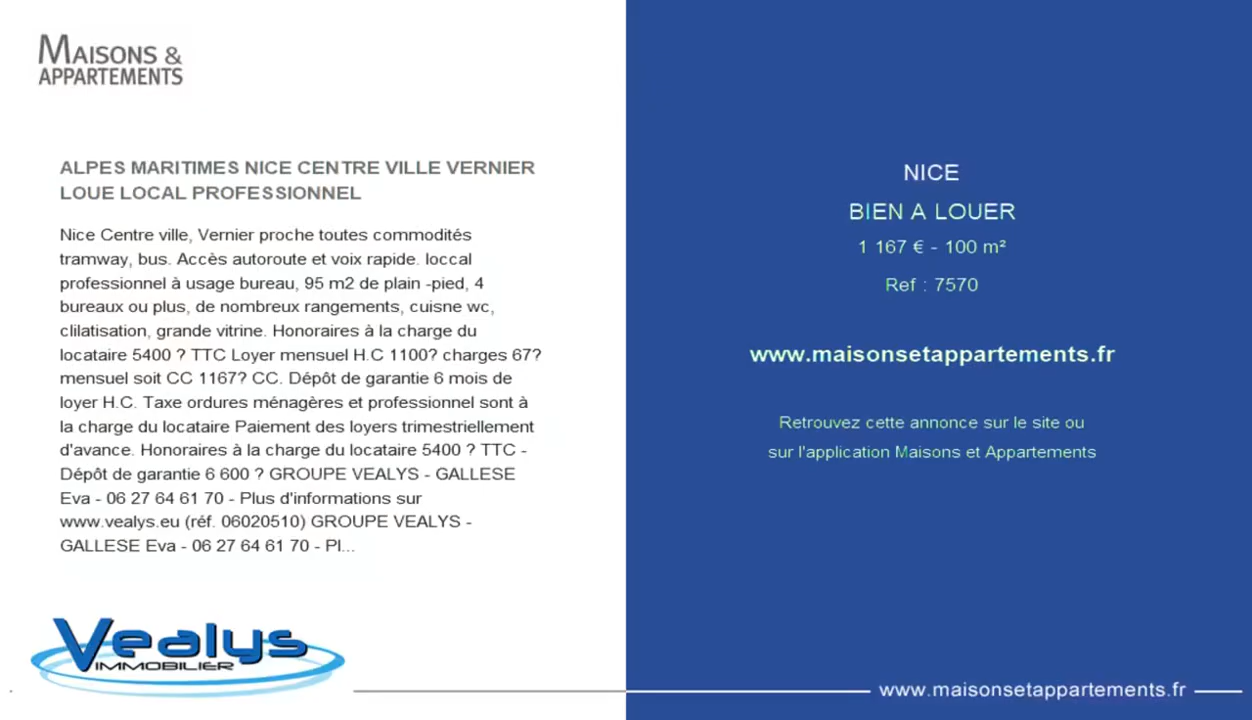 MAISONS &
APPARTEMENTS
ALPES MARITIMES NICE CENTRE VILLE VERNIER
LOUE LOCAL PROFESSIONNEL
Nice Centre ville, Vernier proche toutes commodités
tramway, bus. Accès autoroute et voix rapide. loccal
professionnel à usage bureau, 95 m2 de plain -pied, 4
bureaux ou plus, de nombreux rangements, cuisne wc,
clilatisation, grande vitrine. Honoraires à la charge du
locataire 5400 ? TTC Loyer mensuel H.C 1100? charges 67?
mensuel soit CC 1167? CC. Dépôt de garantie 6 mois de
loyer H.C. Taxe ordures ménagères et professionnel sont à
la charge du locataire Paiement des loyers trimestriellement
d'avance. Honoraires à la charge du locataire 5400 ? TTC -
Dépôt de garantie 6 600 ? GROUPE VEALYS - GALLESE
Eva - 06 27 64 61 70 - Plus d'informations sur
www.vealys.eu (réf. 06020510) GROUPE VEALYS -
GALLESE Eva - 06 27 64 61 70 - Pl...
Vealys
IMMOBILIER
NICE
BIEN A LOUER
1 167 € - 100 m²
Ref : 7570
www.maisonsetappartements.fr
Retrouvez cette annonce sur le site ou
sur l'application Maisons et Appartements
www.maisonsetappartements.fr